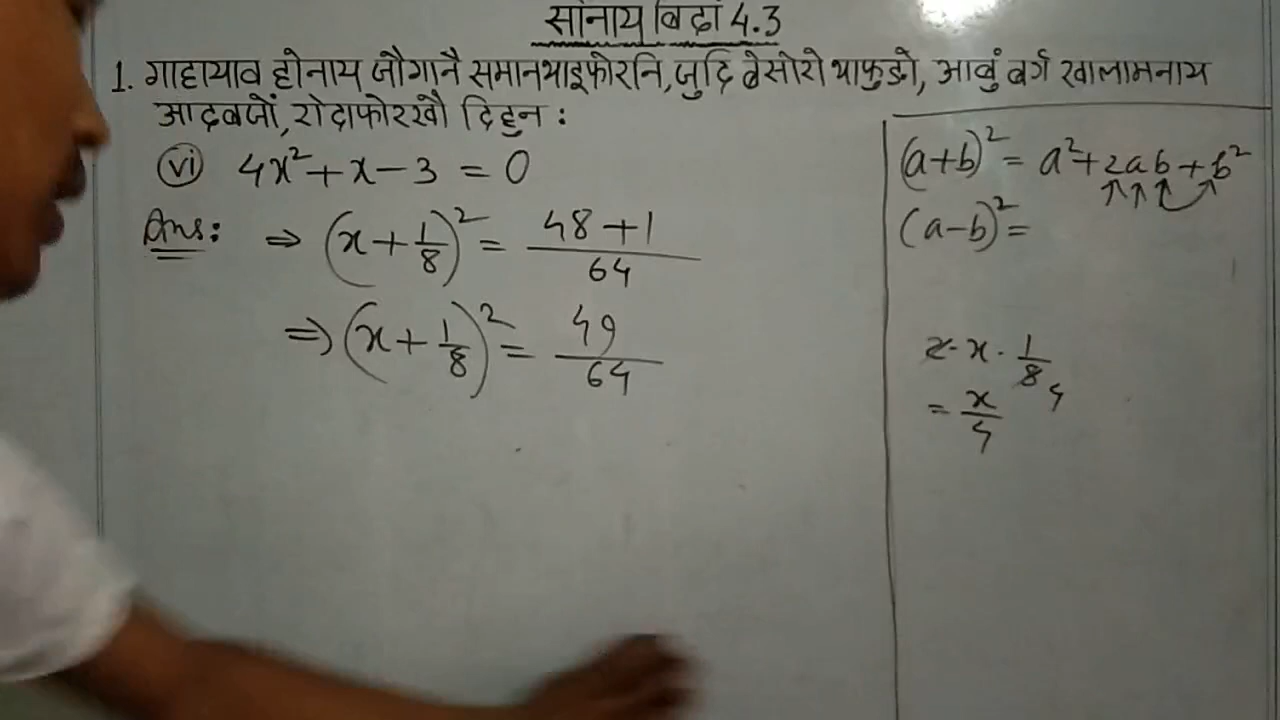 सानाय बिदां 4.3
1. गाहायाव होनाय जौगानै समानथाइफोरनि, जुदि बेसोरो थाफुङो, आबुं बर्ग खालामनाय
आदबजों, रोदाफोरखौ दिहुन :
(vi) 4x² + x - 3 = 0
Ans: ⇒ (x + 1/8)² = (48 + 1)/64
⇒ (x + 1/8)² = 49/64
(a+b)² = a² + 2ab + b²
(a-b)² =
2·x·1/8 4
= x/4